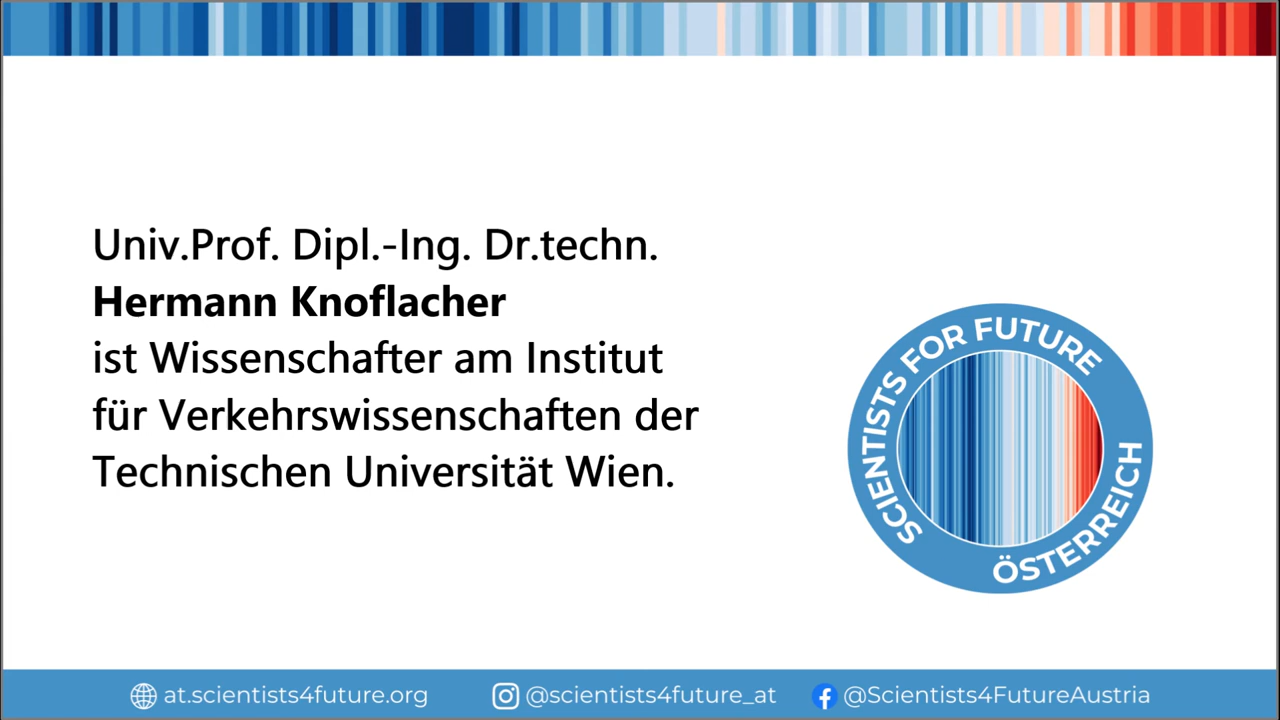 Univ.Prof. Dipl.-Ing. Dr.techn.
Hermann Knoflacher
ist Wissenschafter am Institut
für Verkehrswissenschaften der
Technischen Universität Wien.
SCIENTISTS FOR FUTURE
ÖSTERREICH
at.scientists4future.org
@scientists4future_at
@Scientists4FutureAustria